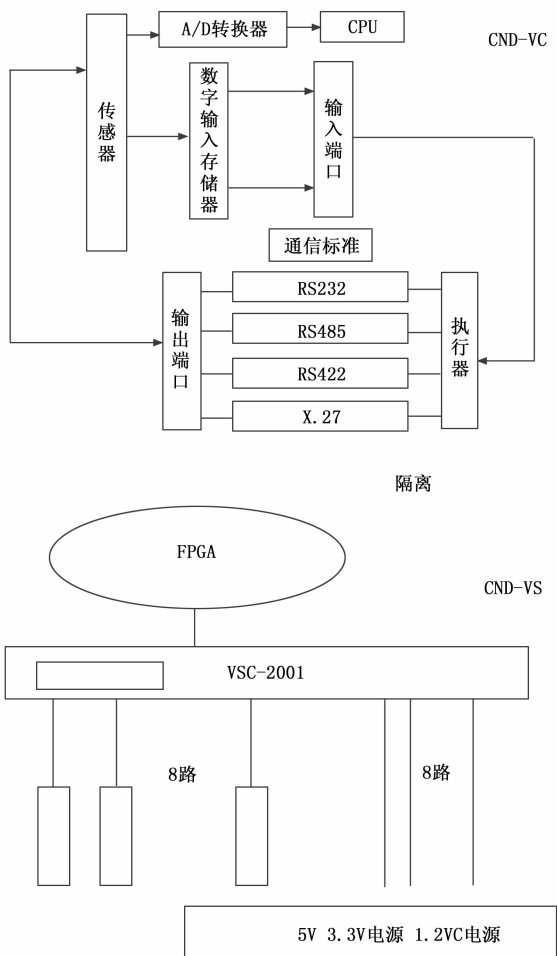 A/D转换器
CPU
CND-VC
传感器
数字输入存储器
输入端口
通信标准
输出端口
RS232
RS485
RS422
X.27
执行器
隔离
FPGA
CND-VS
VSC-2001
8路
8路
5V 3.3V电源 1.2VC电源